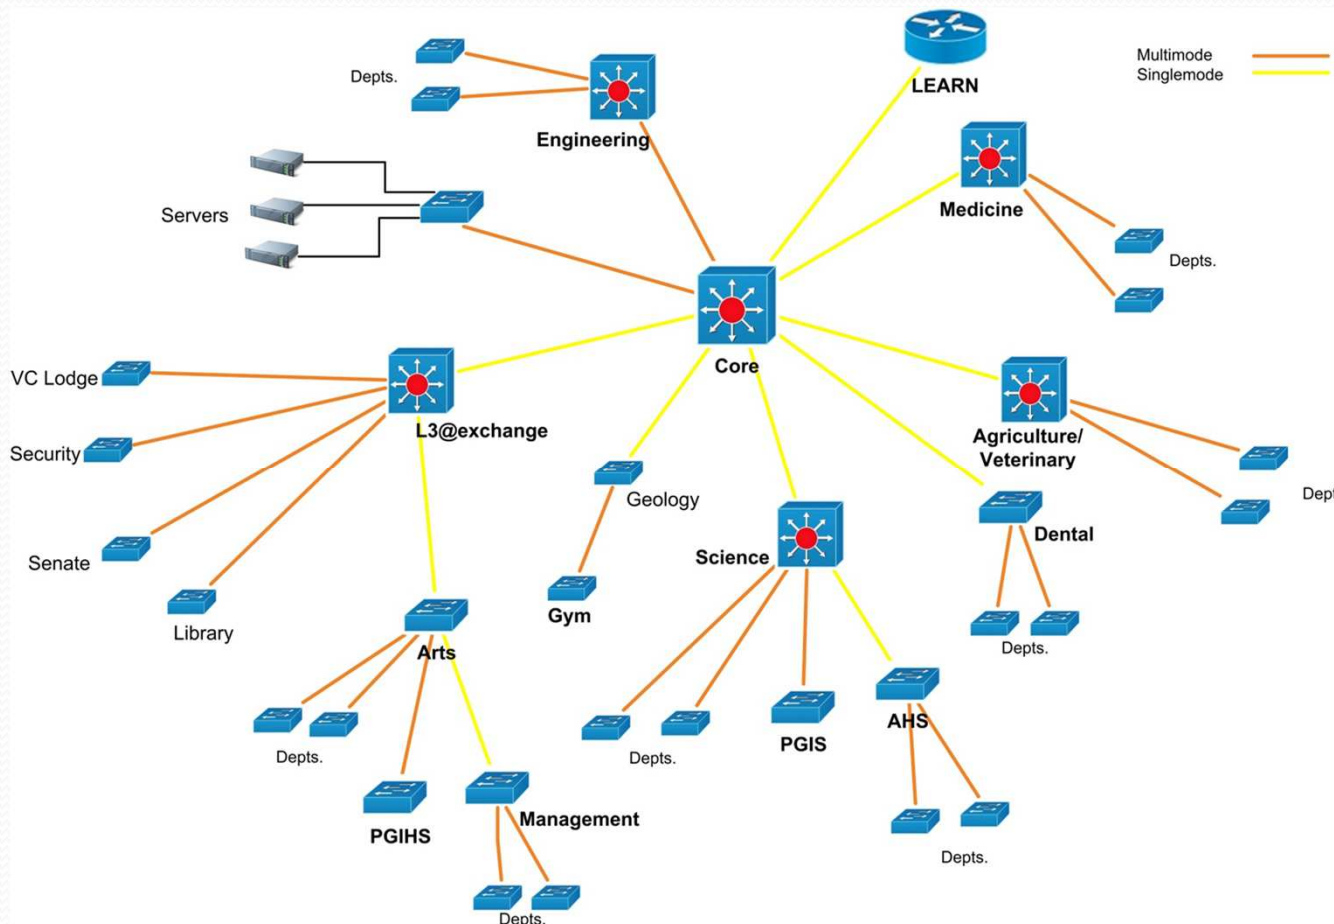 Multimode
Singlemode
LEARN
Depts.
Engineering
Medicine
Servers
Depts.
Core
VC Lodge
L3@exchange
Agriculture/
Veterinary
Security
Geology
Dept
Dental
Science
Senate
Gym
Library
Depts.
Arts
AHS
PGIS
Depts.
Depts.
Management
PGIHS
Depts.
Depts.